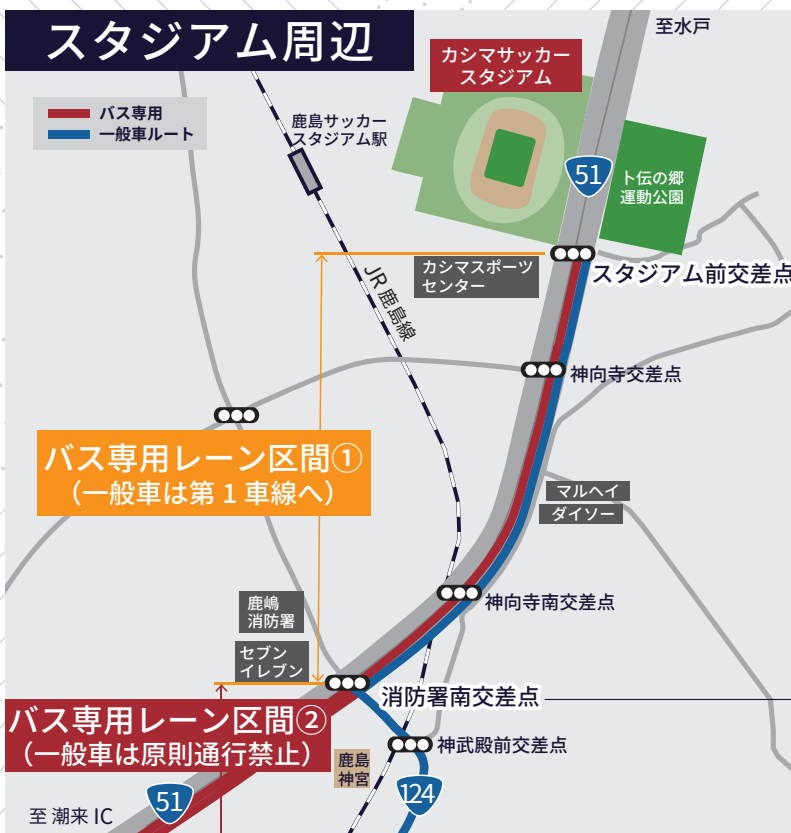 スタジアム周辺
至水戸
カシマサッカー
スタジアム
バス専用
一般車ルート
鹿島サッカー
スタジアム駅
51
卜伝の郷
運動公園
カシマスポーツ
センター
スタジアム前交差点
JR鹿島線
神向寺交差点
バス専用レーン区間①
（一般車は第1車線へ）
マルヘイ
ダイソー
鹿嶋
消防署
神向寺南交差点
セブン
イレブン
消防署南交差点
バス専用レーン区間②
（一般車は原則通行禁止）
神武殿前交差点
鹿島
神宮
51
124
至 潮来 IC